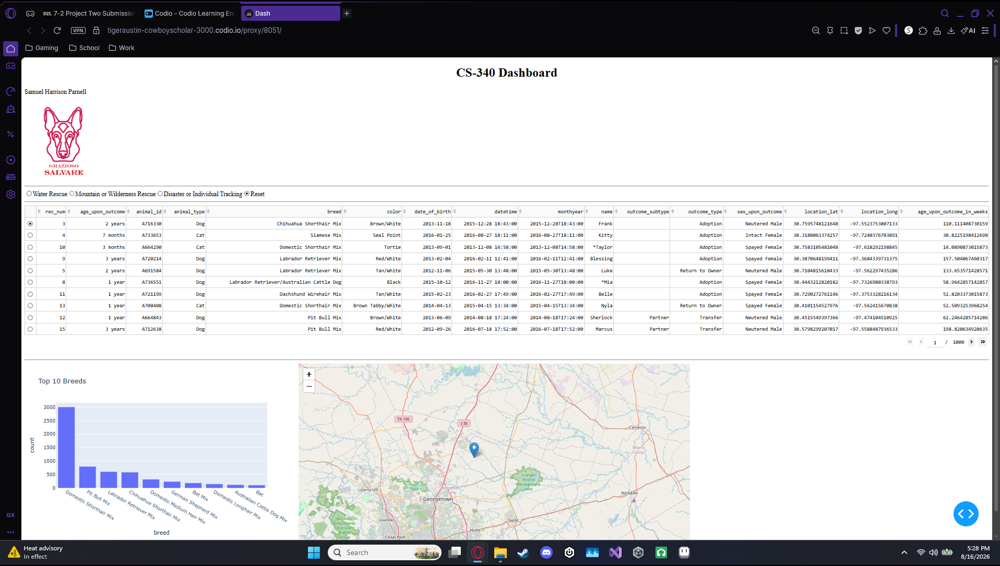 D2L 7-2 Project Two Submissio
Codio - Codio Learning En
Dash
VPN
tigeraustin-cowboyscholar-3000.codio.io/proxy/8051/
S
AI
Gaming
School
Work
CS-340 Dashboard
Samuel Harrison Parnell
GRAZIOSO
SALVARE
Water Rescue Mountain or Wilderness Rescue Disaster or Individual Tracking Reset
rec_num age_upon_outcome animal_id animal_type breed color date_of_birth datetime monthyear name outcome_subtype outcome_type sex_upon_outcome location_lat location_long age_upon_outcome_in_weeks
3 2 years A716330 Dog Chihuahua Shorthair Mix Brown/White 2013-11-18 2015-12-28 18:43:00 2015-12-28T18:43:00 Frank Adoption Neutered Male 30.7595748121648 -97.5523753807133 110.111408730159
4 7 months A733653 Cat Siamese Mix Seal Point 2016-01-25 2016-08-27 18:11:00 2016-08-27T18:11:00 Kitty Adoption Intact Female 30.3188063374257 -97.7240376703891 30.8225198412698
10 3 months A664290 Cat Domestic Shorthair Mix Tortie 2013-09-01 2013-12-08 14:58:00 2013-12-08T14:58:00 *Taylor Adoption Spayed Female 30.7583105481048 -97.618292198845 14.0890873015873
9 3 years A720214 Dog Labrador Retriever Mix Red/White 2013-02-04 2016-02-11 12:41:00 2016-02-11T12:41:00 Blessing Adoption Spayed Female 30.3870648199411 -97.3684339731375 157.504067460317
5 2 years A691584 Dog Labrador Retriever Mix Tan/White 2012-11-06 2015-05-30 13:48:00 2015-05-30T13:48:00 Luke Return to Owner Neutered Male 30.7104815618433 -97.562297435286 133.653571428571
8 1 year A736551 Dog Labrador Retriever/Australian Cattle Dog Black 2015-10-12 2016-11-27 18:00:00 2016-11-27T18:00:00 *Mia Adoption Spayed Female 30.4443212820182 -97.7326980338793 58.9642857142857
11 1 year A721199 Dog Dachshund Wirehair Mix Tan/White 2015-02-23 2016-02-27 17:49:00 2016-02-27T17:49:00 Belle Adoption Spayed Female 30.7290272761146 -97.3753328216134 52.8203373015873
13 1 year A700408 Cat Domestic Shorthair Mix Brown Tabby/White 2014-04-13 2015-04-15 13:34:00 2015-04-15T13:34:00 Nyla Return to Owner Spayed Female 30.4101154527976 -97.562415670838 52.5093253968254
12 1 year A664843 Dog Pit Bull Mix Brown/White 2013-06-09 2014-08-18 17:24:00 2014-08-18T17:24:00 Sherlock Partner Transfer Neutered Male 30.4515549397366 -97.474104510925 62.2464285714286
15 3 years A712638 Dog Pit Bull Mix Red/White 2012-09-26 2016-07-18 17:52:00 2016-07-18T17:52:00 Marcus Partner Transfer Neutered Male 30.5798299207017 -97.5588487936533 198.820634920635
1 / 1000
Top 10 Breeds
3000
2500
2000
1500
1000
500
0
count
Domestic Shorthair Mix
Pit Bull Mix
Labrador Retriever Mix
Chihuahua Shorthair Mix
Domestic Medium Hair Mix
German Shepherd Mix
Bat Mix
Domestic Longhair Mix
Australian Cattle Dog Mix
Bat
breed
+
−
TX 195
I 35
Cameron
Milam
County
Granger
Wildlife
Management
Area
Liberty Hill
Williamson
County
Georgetown
Rockdale
Balcones
Canyonlands
National
Wildlife
Refuge
Leander
Taylor
Hutto
Cedar Park
GX
Heat advisory
In effect
Search
5:28 PM
8/16/2026